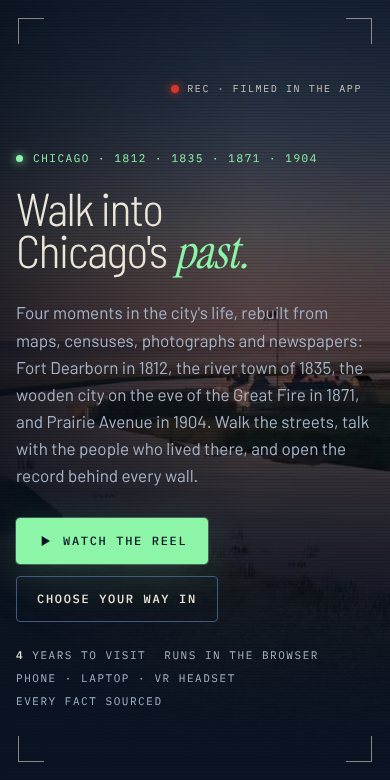 REC · FILMED IN THE APP
CHICAGO · 1812 · 1835 · 1871 · 1904
Walk into
Chicago's past.
Four moments in the city's life, rebuilt from
maps, censuses, photographs and newspapers:
Fort Dearborn in 1812, the river town of 1835, the
wooden city on the eve of the Great Fire in 1871,
and Prairie Avenue in 1904. Walk the streets, talk
with the people who lived there, and open the
record behind every wall.
WATCH THE REEL
CHOOSE YOUR WAY IN
4 YEARS TO VISIT RUNS IN THE BROWSER
PHONE · LAPTOP · VR HEADSET
EVERY FACT SOURCED